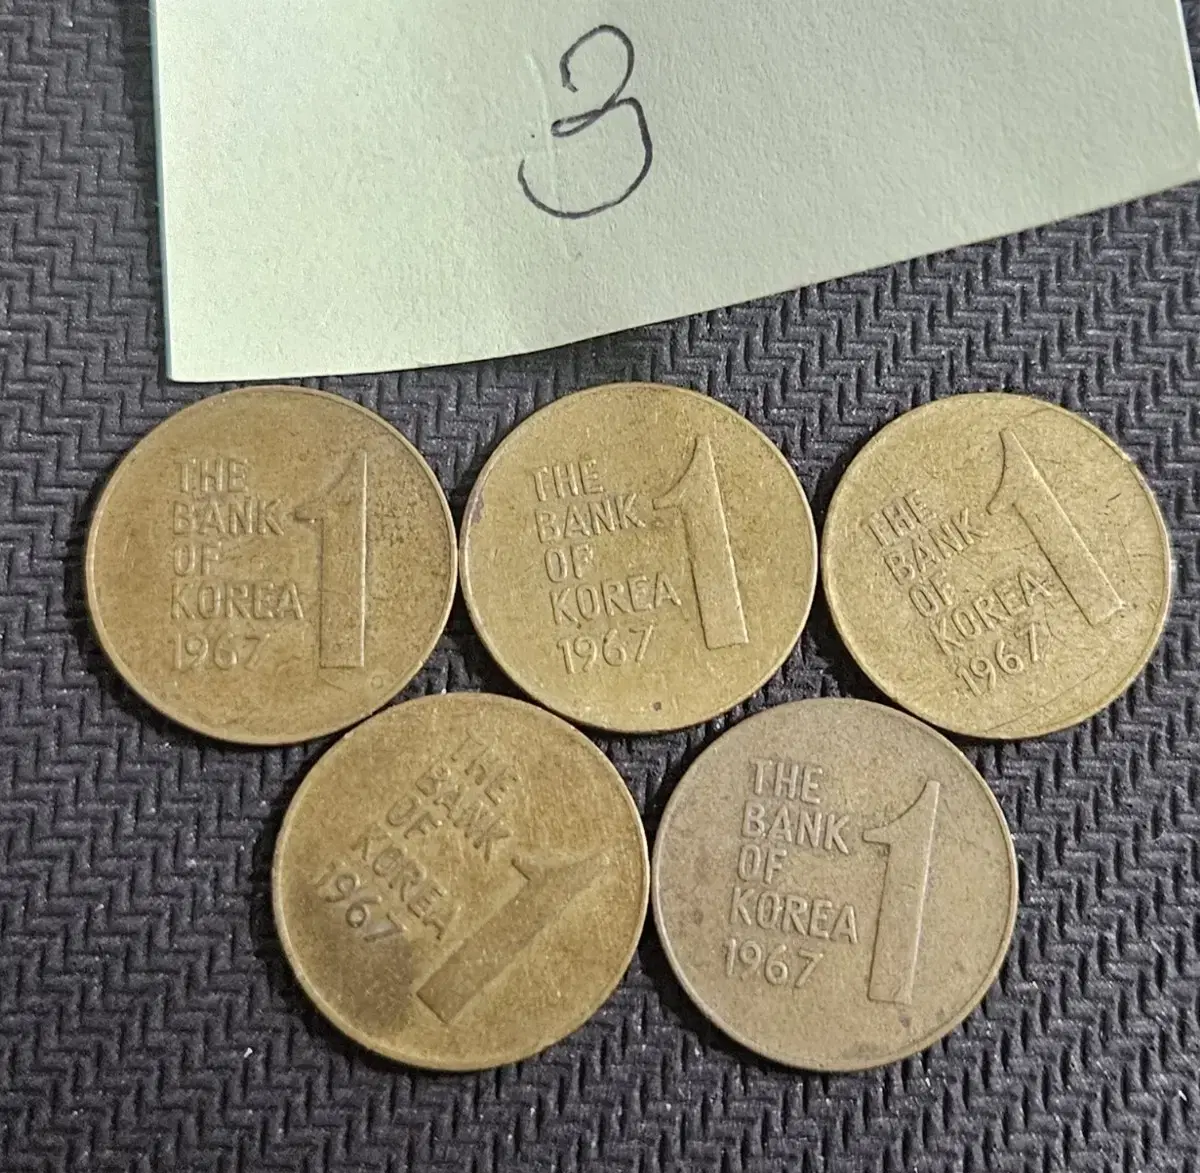 3
THE
BANK
OF
KOREA
1967
1
THE
BANK
OF
KOREA
1967
1
THE
BANK
OF
KOREA
1967
1
THE
BANK
OF
KOREA
1967
1
THE
BANK
OF
KOREA
1967
1